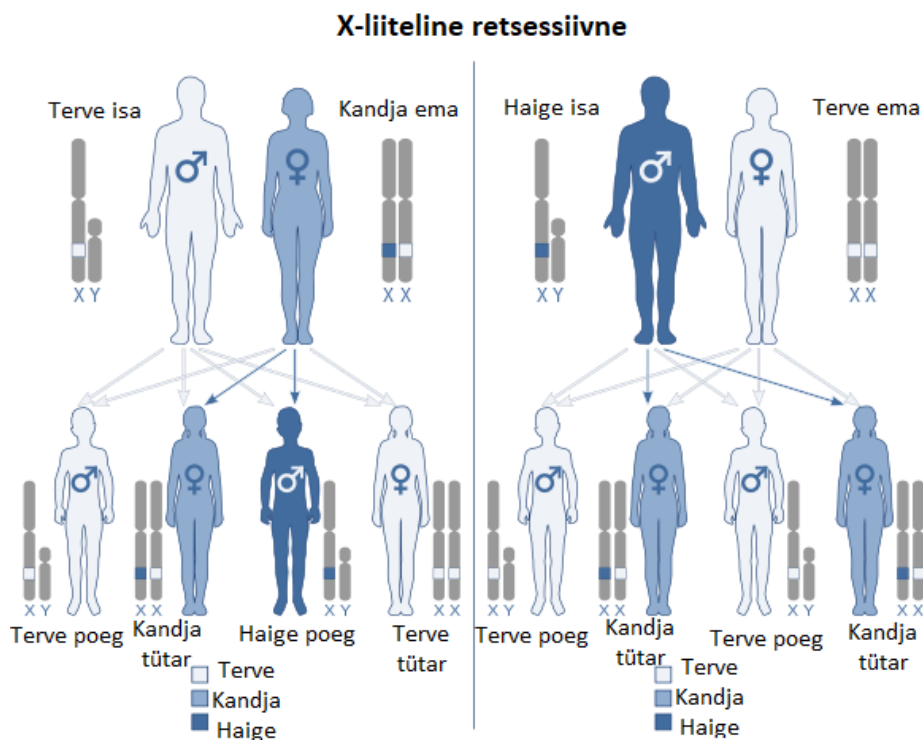 X-liiteline retsessiivne
Terve isa
Kandja ema
X Y
X X
Terve poeg
Kandja
tütar
Haige poeg
Terve
tütar
X Y
X X
X Y
X X
Terve
Kandja
Haige
Haige isa
Terve ema
X Y
X X
Terve poeg
Kandja
tütar
Terve poeg
Kandja
tütar
X Y
X X
X Y
X X
Terve
Kandja
Haige